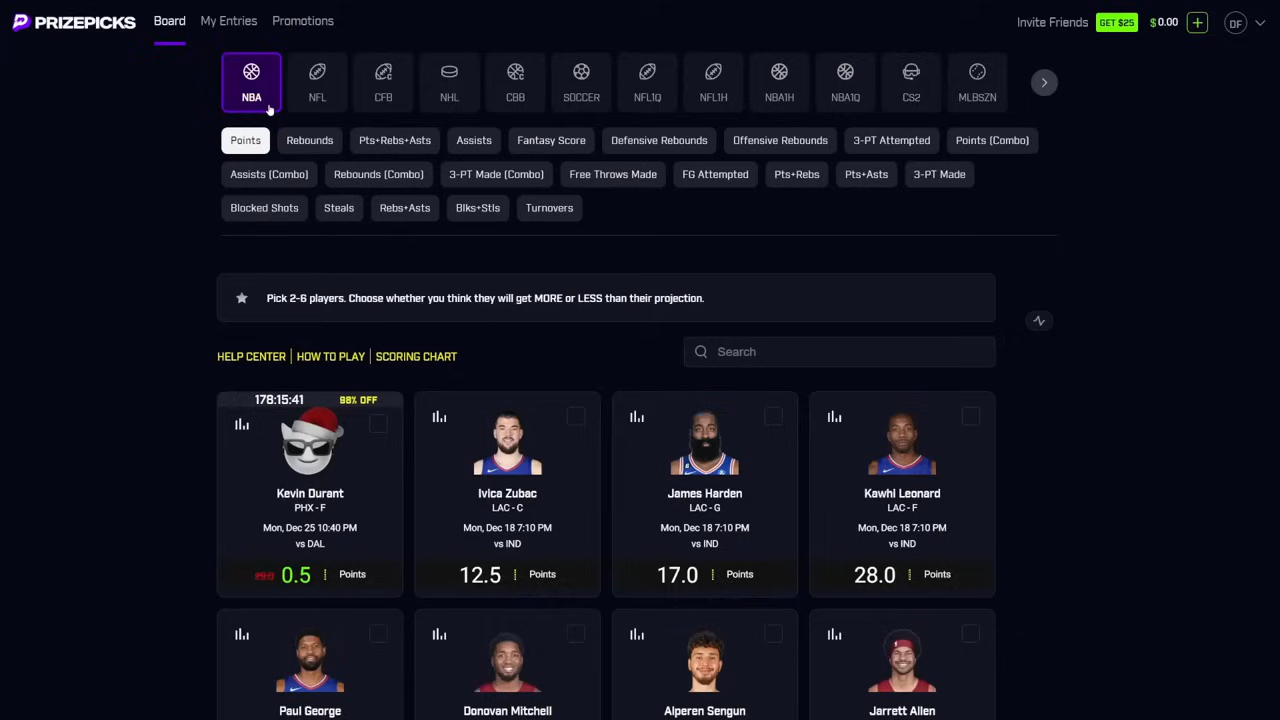 PRIZEPICKS Board My Entries Promotions Invite Friends GET $25 $0.00 + DF
NBA NFL CFB NHL CBB SOCCER NFL1Q NFL1H NBA1H NBA1Q CS2 MLBSZN
Points Rebounds Pts+Rebs+Asts Assists Fantasy Score Defensive Rebounds Offensive Rebounds 3-PT Attempted Points (Combo)
Assists (Combo) Rebounds (Combo) 3-PT Made (Combo) Free Throws Made FG Attempted Pts+Rebs Pts+Asts 3-PT Made
Blocked Shots Steals Rebs+Asts Blks+Stls Turnovers
Pick 2-6 players. Choose whether you think they will get MORE or LESS than their projection.
HELP CENTER HOW TO PLAY SCORING CHART Search
178:15:41 98% OFF
Kevin Durant Ivica Zubac James Harden Kawhi Leonard
PHX - F LAC - C LAC - G LAC - F
Mon, Dec 25 10:40 PM Mon, Dec 18 7:10 PM Mon, Dec 18 7:10 PM Mon, Dec 18 7:10 PM
vs DAL vs IND vs IND vs IND
0.5 Points 12.5 Points 17.0 Points 28.0 Points
Paul George Donovan Mitchell Alperen Sengun Jarrett Allen